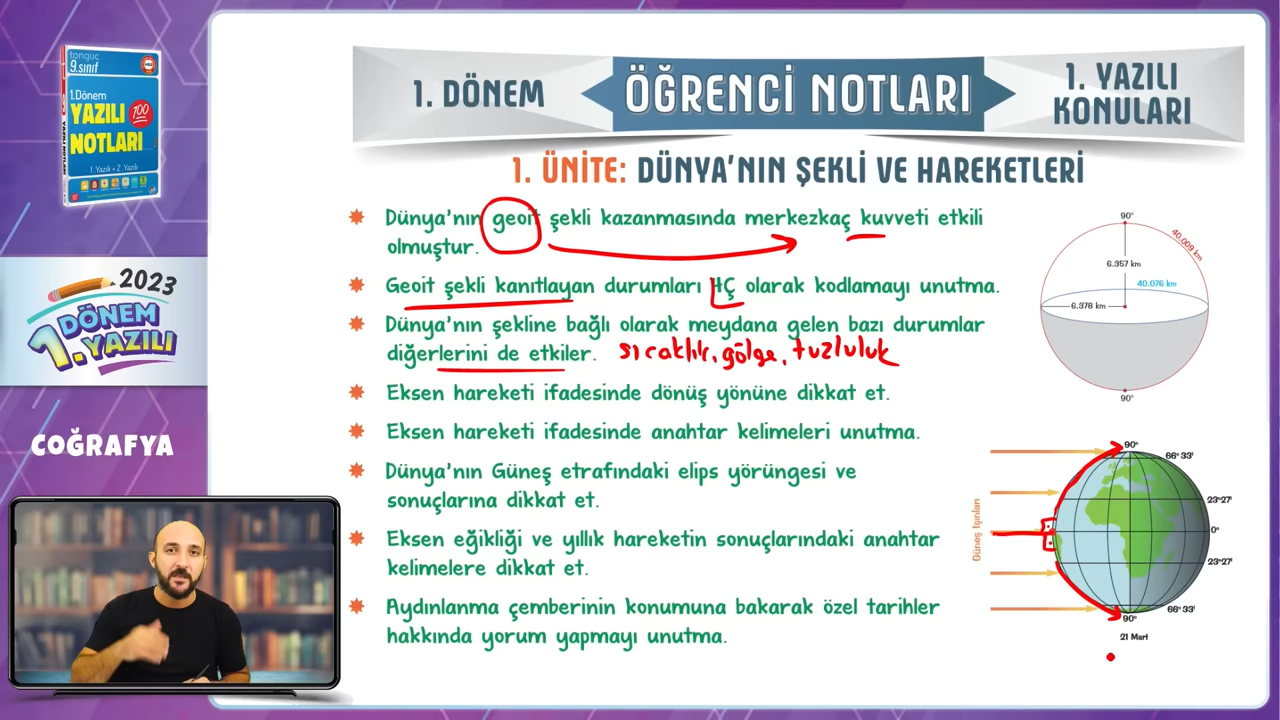 tonguç
9.sınıf
1.Dönem
YAZILI
100
NOTLARI
1.Yazılı • 2.Yazılı
2023
1. DÖNEM
1. YAZILI
COĞRAFYA
1. DÖNEM
ÖĞRENCİ NOTLARI
1. YAZILI
KONULARI
1. ÜNİTE: DÜNYA'NIN ŞEKLİ VE HAREKETLERİ
Dünya'nın geoit şekli kazanmasında merkezkaç kuvveti etkili
olmuştur.
Geoit şekli kanıtlayan durumları 4Ç olarak kodlamayı unutma.
Dünya'nın şekline bağlı olarak meydana gelen bazı durumlar
diğerlerini de etkiler. sıcaklık, gölge, tuzluluk
Eksen hareketi ifadesinde dönüş yönüne dikkat et.
Eksen hareketi ifadesinde anahtar kelimeleri unutma.
Dünya'nın Güneş etrafındaki elips yörüngesi ve
sonuçlarına dikkat et.
Eksen eğikliği ve yıllık hareketin sonuçlarındaki anahtar
kelimelere dikkat et.
Aydınlanma çemberinin konumuna bakarak özel tarihler
hakkında yorum yapmayı unutma.
90°
40.009 km
6.357 km
40.076 km
6.378 km
90°
90°
66° 33'
23°27'
0°
23°27'
66° 33'
90°
Güneş Işınları
21 Mart